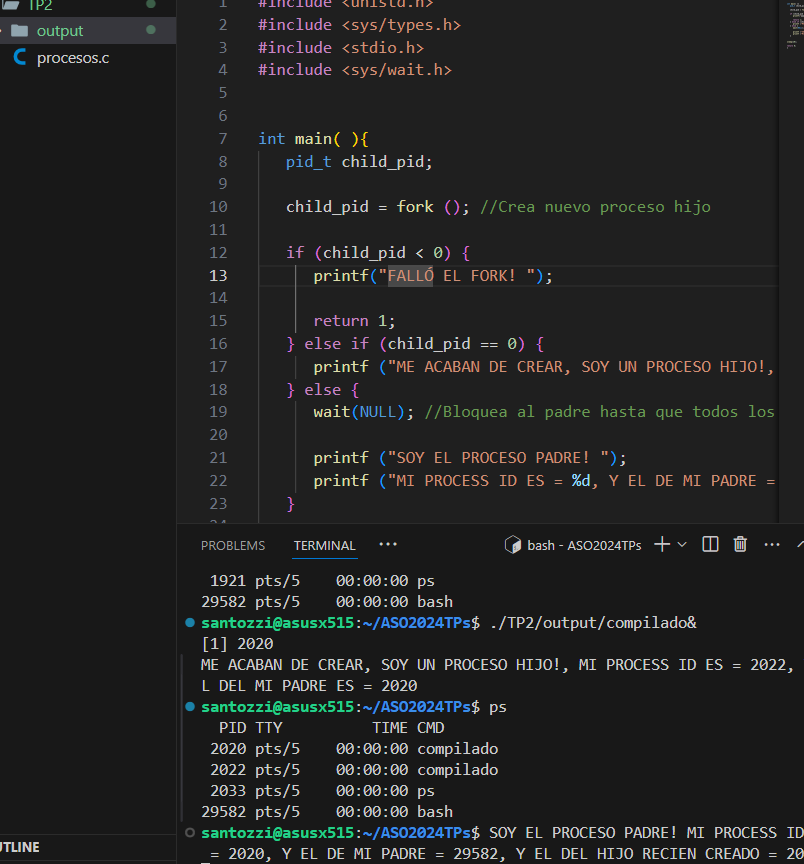 TP2
output
procesos.c
1 #include <unistd.h>
2 #include <sys/types.h>
3 #include <stdio.h>
4 #include <sys/wait.h>
5
6
7 int main( ){
8 pid_t child_pid;
9
10 child_pid = fork (); //Crea nuevo proceso hijo
11
12 if (child_pid < 0) {
13 printf("FALLÓ EL FORK! ");
14
15 return 1;
16 } else if (child_pid == 0) {
17 printf ("ME ACABAN DE CREAR, SOY UN PROCESO HIJO!,
18 } else {
19 wait(NULL); //Bloquea al padre hasta que todos los
20
21 printf ("SOY EL PROCESO PADRE! ");
22 printf ("MI PROCESS ID ES = %d, Y EL DE MI PADRE =
23 }
PROBLEMS TERMINAL ··· bash - ASO2024TPs ···
1921 pts/5 00:00:00 ps
29582 pts/5 00:00:00 bash
santozzi@asusx515:~/ASO2024TPs$ ./TP2/output/compilado&
[1] 2020
ME ACABAN DE CREAR, SOY UN PROCESO HIJO!, MI PROCESS ID ES = 2022,
L DEL MI PADRE ES = 2020
santozzi@asusx515:~/ASO2024TPs$ ps
PID TTY TIME CMD
2020 pts/5 00:00:00 compilado
2022 pts/5 00:00:00 compilado
2033 pts/5 00:00:00 ps
29582 pts/5 00:00:00 bash
santozzi@asusx515:~/ASO2024TPs$ SOY EL PROCESO PADRE! MI PROCESS ID
= 2020, Y EL DE MI PADRE = 29582, Y EL DEL HIJO RECIEN CREADO = 20
UTLINE